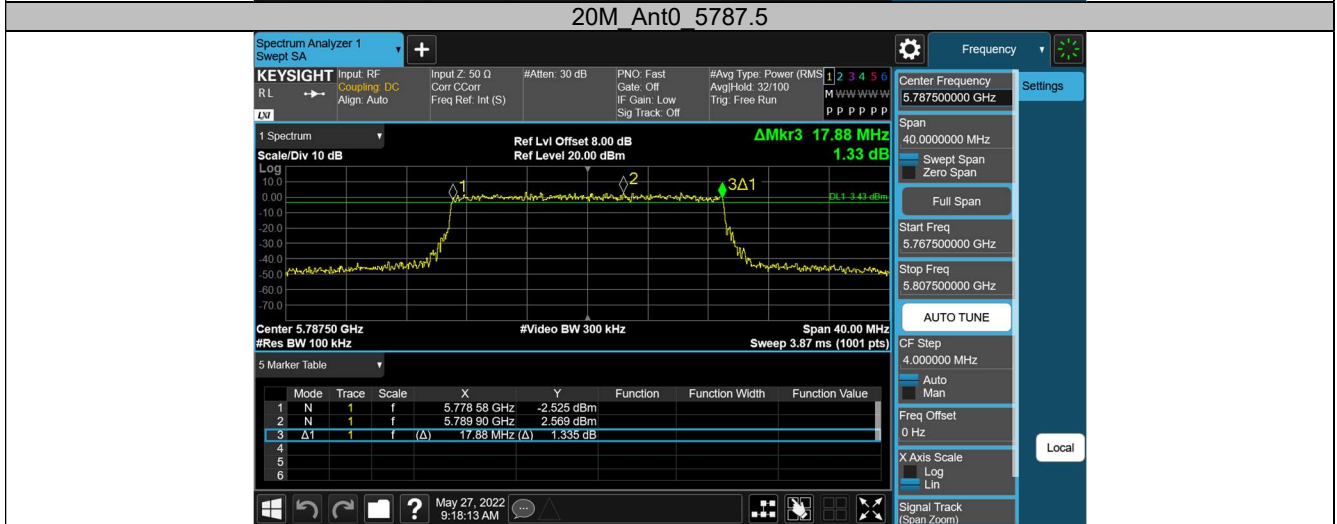 20M_Ant0_5787.5
Spectrum Analyzer 1
Swept SA
+
Frequency
KEYSIGHT
RL
LXI
Input: RF
Coupling: DC
Align: Auto
Input Z: 50 Ω
Corr CCorr
Freq Ref: Int (S)
#Atten: 30 dB
PNO: Fast
Gate: Off
IF Gain: Low
Sig Track: Off
#Avg Type: Power (RMS
Avg|Hold: 32/100
Trig: Free Run
1 2 3 4 5 6
M W W W W W
P P P P P P
1 Spectrum
Scale/Div 10 dB
Ref Lvl Offset 8.00 dB
Ref Level 20.00 dBm
ΔMkr3 17.88 MHz
1.33 dB
Log
10.0
0.00
-10.0
-20.0
-30.0
-40.0
-50.0
-60.0
-70.0
1
2
3Δ1
DL1 -3.43 dBm
Center 5.78750 GHz
#Video BW 300 kHz
Span 40.00 MHz
#Res BW 100 kHz
Sweep 3.87 ms (1001 pts)
5 Marker Table
Mode Trace Scale X Y Function Function Width Function Value
1 N 1 f 5.778 58 GHz -2.525 dBm
2 N 1 f 5.789 90 GHz 2.569 dBm
3 Δ1 1 f (Δ) 17.88 MHz (Δ) 1.335 dB
4
5
6
?
May 27, 2022
9:18:13 AM
Center Frequency
5.787500000 GHz
Span
40.0000000 MHz
Swept Span
Zero Span
Full Span
Start Freq
5.767500000 GHz
Stop Freq
5.807500000 GHz
AUTO TUNE
CF Step
4.000000 MHz
Auto
Man
Freq Offset
0 Hz
X Axis Scale
Log
Lin
Signal Track
(Span Zoom)
Settings
Local